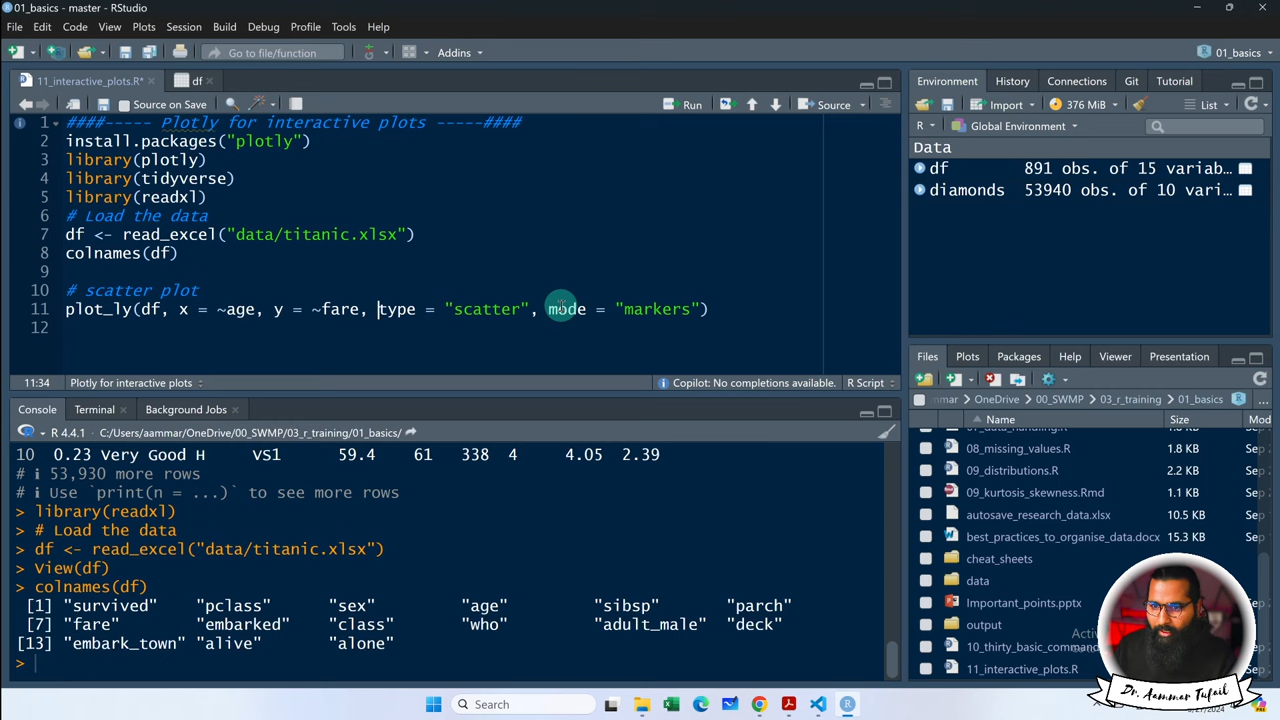 01_basics - master - RStudio
File Edit Code View Plots Session Build Debug Profile Tools Help
Go to file/function Addins 01_basics
11_interactive_plots.R* df
Source on Save Run Source
1 ####----- Plotly for interactive plots -----####
2 install.packages("plotly")
3 library(plotly)
4 library(tidyverse)
5 library(readxl)
6 # Load the data
7 df <- read_excel("data/titanic.xlsx")
8 colnames(df)
9
10 # scatter plot
11 plot_ly(df, x = ~age, y = ~fare, type = "scatter", mode = "markers")
12
11:34 Plotly for interactive plots Copilot: No completions available. R Script
Console Terminal Background Jobs
R 4.4.1 · C:/Users/aammar/OneDrive/00_SWMP/03_r_training/01_basics/
10 0.23 Very Good H VS1 59.4 61 338 4 4.05 2.39
# ℹ 53,930 more rows
# ℹ Use `print(n = ...)` to see more rows
> library(readxl)
> # Load the data
> df <- read_excel("data/titanic.xlsx")
> View(df)
> colnames(df)
[1] "survived" "pclass" "sex" "age" "sibsp" "parch"
[7] "fare" "embarked" "class" "who" "adult_male" "deck"
[13] "embark_town" "alive" "alone"
>
Environment History Connections Git Tutorial
Import 376 MiB List
R Global Environment
Data
df 891 obs. of 15 variab…
diamonds 53940 obs. of 10 vari…
Files Plots Packages Help Viewer Presentation
mmar OneDrive 00_SWMP 03_r_training 01_basics ...
Name Size Mod
08_missing_values.R 1.8 KB Sep
09_distributions.R 2.2 KB Sep
09_kurtosis_skewness.Rmd 1.1 KB Sep
autosave_research_data.xlsx 10.5 KB Sep
best_practices_to_organise_data.docx 15.3 KB Sep
cheat_sheets
data
Important_points.pptx
output
10_thirty_basic_comman
11_interactive_plots.R
Dr. Aammar Tufail
Search